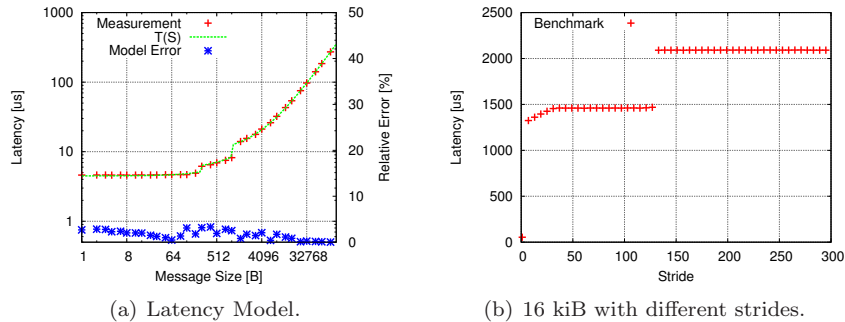 1000
100
10
1
Latency [us]
Measurement
T(S)
Model Error
50
40
30
20
10
0
Relative Error [%]
1 8 64 512 4096 32768
Message Size [B]
(a) Latency Model.
2500
2000
1500
1000
500
0
Latency [us]
Benchmark
0 50 100 150 200 250 300
Stride
(b) 16 kiB with different strides.